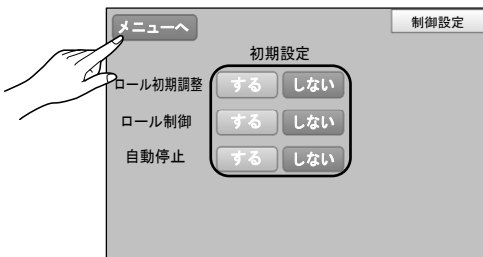 メニューへ
制御設定
初期設定
ロール初期調整 する しない
ロール制御 する しない
自動停止 する しない